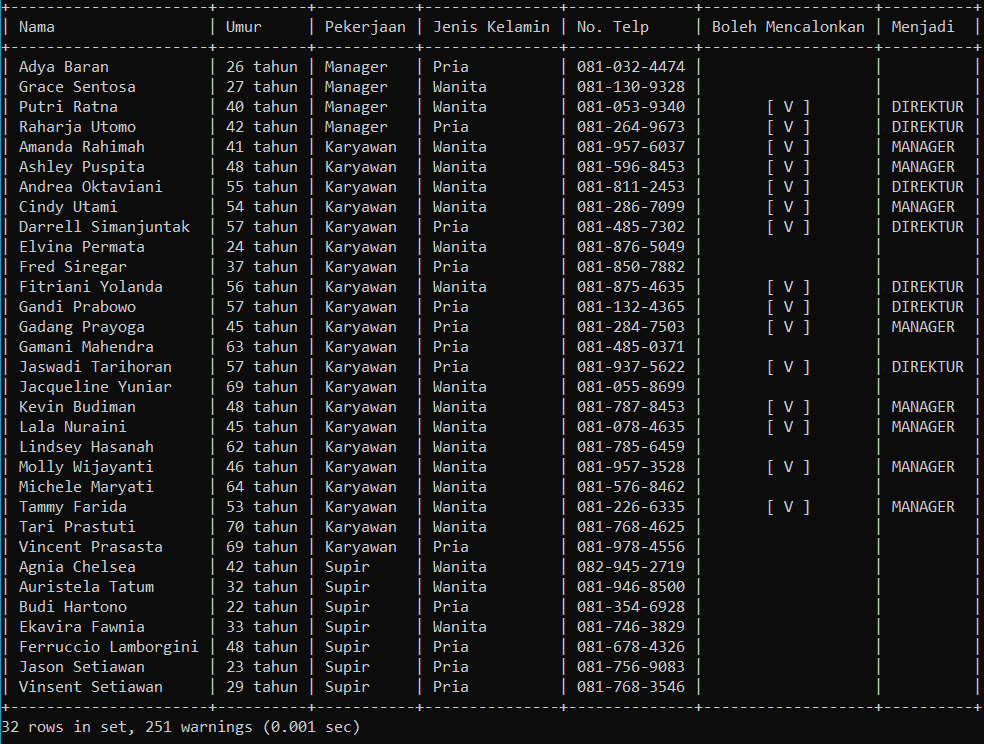 +----------------------+----------+-----------+---------------+--------------+-------------------+----------+
| Nama                 | Umur     | Pekerjaan | Jenis Kelamin | No. Telp     | Boleh Mencalonkan | Menjadi  |
+----------------------+----------+-----------+---------------+--------------+-------------------+----------+
| Adya Baran           | 26 tahun | Manager   | Pria          | 081-032-4474 |                   |          |
| Grace Sentosa        | 27 tahun | Manager   | Wanita        | 081-130-9328 |                   |          |
| Putri Ratna          | 40 tahun | Manager   | Wanita        | 081-053-9340 |       [ V ]       | DIREKTUR |
| Raharja Utomo        | 42 tahun | Manager   | Pria          | 081-264-9673 |       [ V ]       | DIREKTUR |
| Amanda Rahimah       | 41 tahun | Karyawan  | Wanita        | 081-957-6037 |       [ V ]       | MANAGER  |
| Ashley Puspita       | 48 tahun | Karyawan  | Wanita        | 081-596-8453 |       [ V ]       | MANAGER  |
| Andrea Oktaviani     | 55 tahun | Karyawan  | Wanita        | 081-811-2453 |       [ V ]       | DIREKTUR |
| Cindy Utami          | 54 tahun | Karyawan  | Wanita        | 081-286-7099 |       [ V ]       | MANAGER  |
| Darrell Simanjuntak  | 57 tahun | Karyawan  | Pria          | 081-485-7302 |       [ V ]       | DIREKTUR |
| Elvina Permata       | 24 tahun | Karyawan  | Wanita        | 081-876-5049 |                   |          |
| Fred Siregar         | 37 tahun | Karyawan  | Pria          | 081-850-7882 |                   |          |
| Fitriani Yolanda     | 56 tahun | Karyawan  | Wanita        | 081-875-4635 |       [ V ]       | DIREKTUR |
| Gandi Prabowo        | 57 tahun | Karyawan  | Pria          | 081-132-4365 |       [ V ]       | DIREKTUR |
| Gadang Prayoga       | 45 tahun | Karyawan  | Pria          | 081-284-7503 |       [ V ]       | MANAGER  |
| Gamani Mahendra      | 63 tahun | Karyawan  | Pria          | 081-485-0371 |                   |          |
| Jaswadi Tarihoran    | 57 tahun | Karyawan  | Pria          | 081-937-5622 |       [ V ]       | DIREKTUR |
| Jacqueline Yuniar    | 69 tahun | Karyawan  | Wanita        | 081-055-8699 |                   |          |
| Kevin Budiman        | 48 tahun | Karyawan  | Wanita        | 081-787-8453 |       [ V ]       | MANAGER  |
| Lala Nuraini         | 45 tahun | Karyawan  | Wanita        | 081-078-4635 |       [ V ]       | MANAGER  |
| Lindsey Hasanah      | 62 tahun | Karyawan  | Wanita        | 081-785-6459 |                   |          |
| Molly Wijayanti      | 46 tahun | Karyawan  | Wanita        | 081-957-3528 |       [ V ]       | MANAGER  |
| Michele Maryati      | 64 tahun | Karyawan  | Wanita        | 081-576-8462 |                   |          |
| Tammy Farida         | 53 tahun | Karyawan  | Wanita        | 081-226-6335 |       [ V ]       | MANAGER  |
| Tari Prastuti        | 70 tahun | Karyawan  | Wanita        | 081-768-4625 |                   |          |
| Vincent Prasasta     | 69 tahun | Karyawan  | Pria          | 081-978-4556 |                   |          |
| Agnia Chelsea        | 42 tahun | Supir     | Wanita        | 082-945-2719 |                   |          |
| Auristela Tatum      | 32 tahun | Supir     | Wanita        | 081-946-8500 |                   |          |
| Budi Hartono         | 22 tahun | Supir     | Pria          | 081-354-6928 |                   |          |
| Ekavira Fawnia       | 33 tahun | Supir     | Wanita        | 081-746-3829 |                   |          |
| Ferruccio Lamborgini | 48 tahun | Supir     | Pria          | 081-678-4326 |                   |          |
| Jason Setiawan       | 23 tahun | Supir     | Pria          | 081-756-9083 |                   |          |
| Vinsent Setiawan     | 29 tahun | Supir     | Pria          | 081-768-3546 |                   |          |
+----------------------+----------+-----------+---------------+--------------+-------------------+----------+
32 rows in set, 251 warnings (0.001 sec)